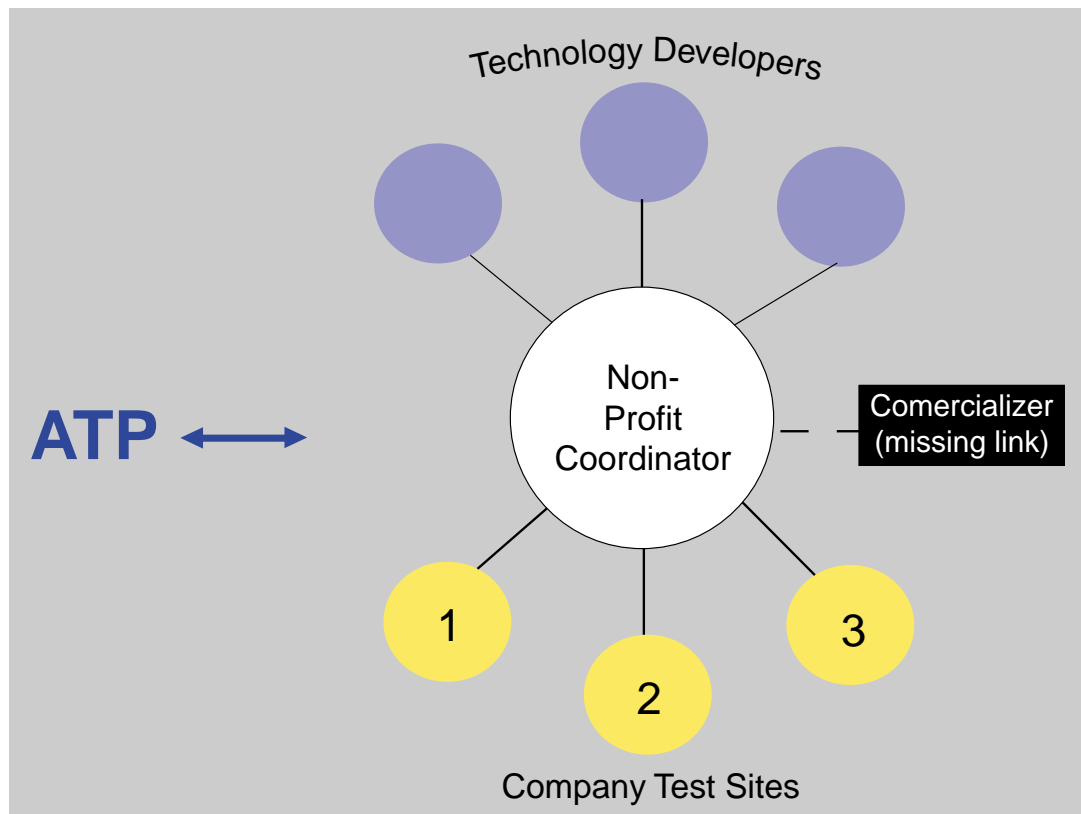 Technology Developers
Non-
Profit
Coordinator
ATP
Comercializer
(missing link)
1
2
3
Company Test Sites